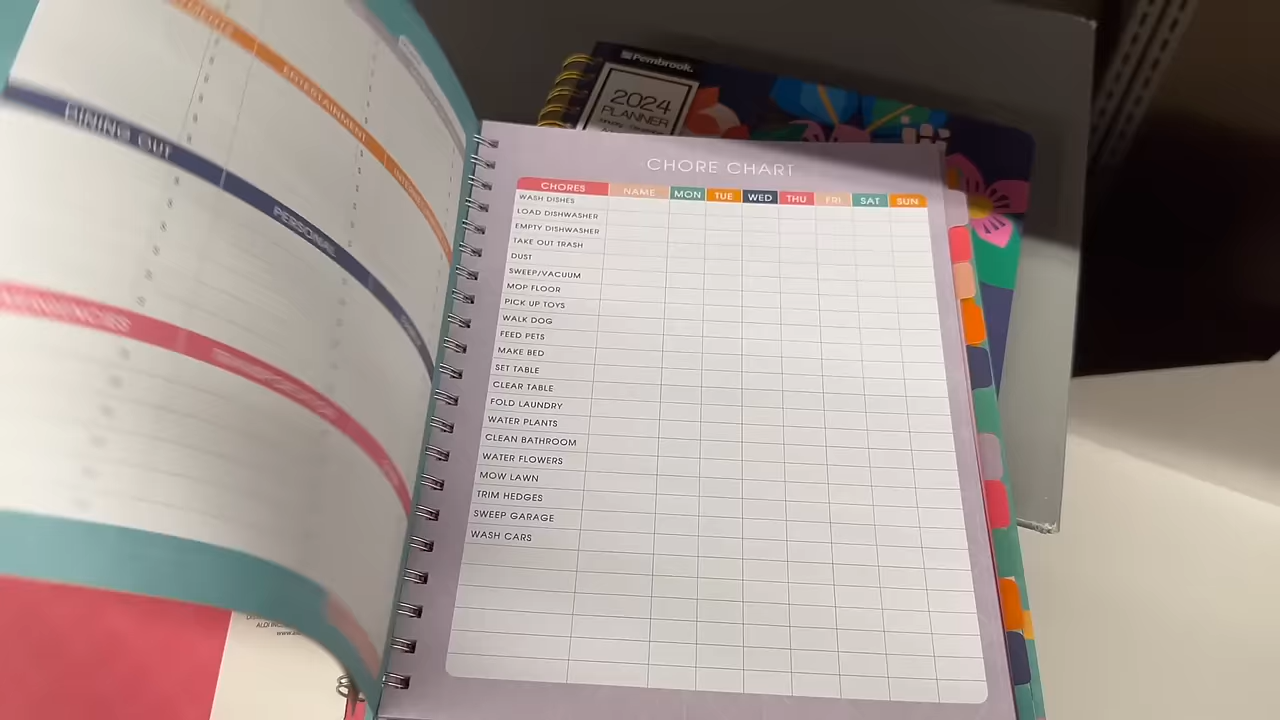 ENTERTAINMENT
DINING OUT
PERSONAL
Pembrook.
2024
PLANNER
CHORE CHART
CHORES NAME MON TUE WED THU FRI SAT SUN
WASH DISHES
LOAD DISHWASHER
EMPTY DISHWASHER
TAKE OUT TRASH
DUST
SWEEP/VACUUM
MOP FLOOR
PICK UP TOYS
WALK DOG
FEED PETS
MAKE BED
SET TABLE
CLEAR TABLE
FOLD LAUNDRY
WATER PLANTS
CLEAN BATHROOM
WATER FLOWERS
MOW LAWN
TRIM HEDGES
SWEEP GARAGE
WASH CARS